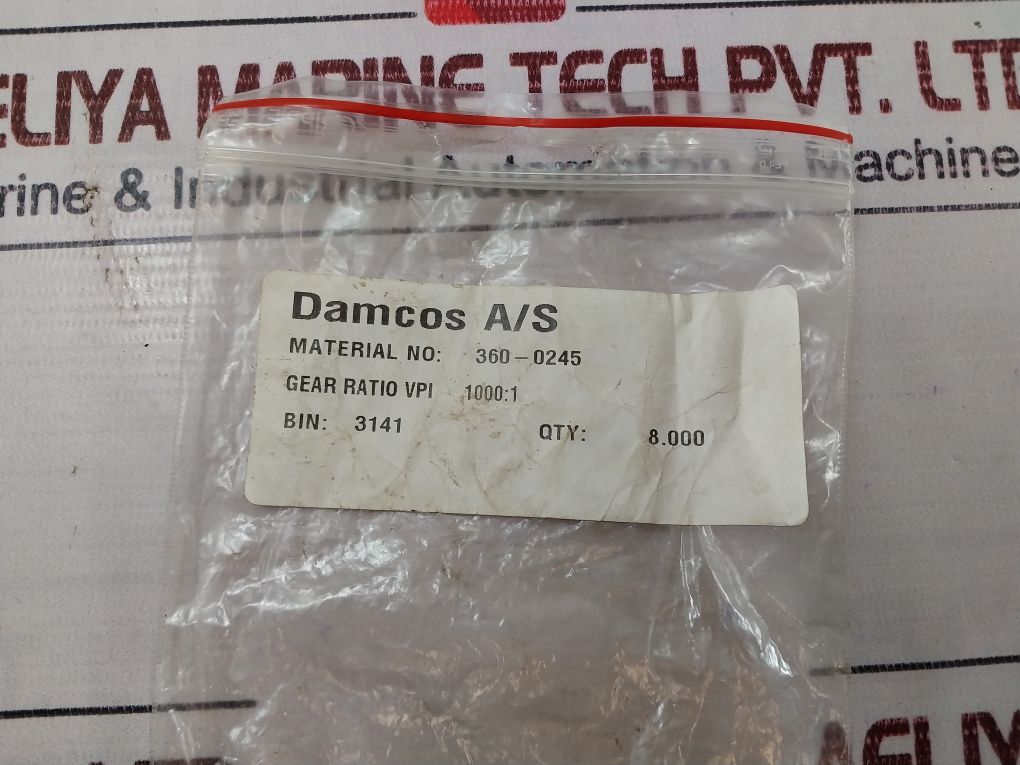 ELIYA MARINE TECH PVT. LTD
rine & Industrial Automation & Machine
Damcos A/S
MATERIAL NO: 360-0245
GEAR RATIO VPI 1000:1
BIN: 3141 QTY: 8.000
AELIY